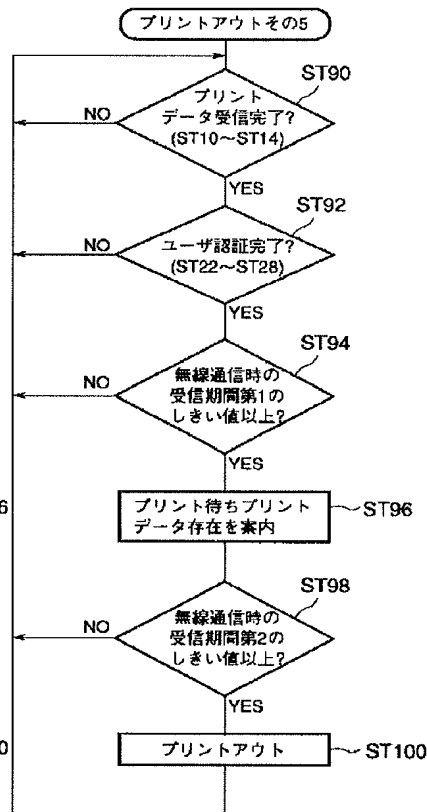 プリントアウトその5
ST90
プリント
データ受信完了?
(ST10～ST14)
NO
YES
ST92
ユーザ認証完了?
(ST22～ST28)
NO
YES
ST94
無線通信時の
受信期間第1の
しきい値以上?
NO
YES
6
プリント待ちプリント
データ存在を案内
ST96
ST98
無線通信時の
受信期間第2の
しきい値以上?
NO
YES
0
プリントアウト
ST100